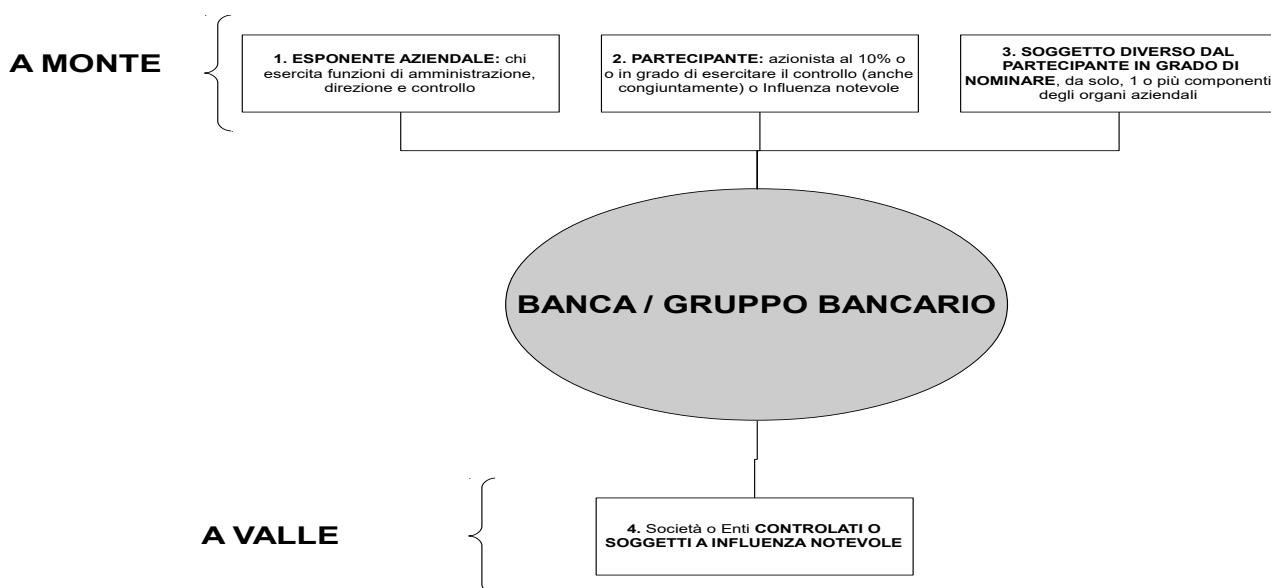 A MONTE
1. ESPONENTE AZIENDALE: chi
esercita funzioni di amministrazione,
direzione e controllo
2. PARTECIPANTE: azionista al 10% o
o in grado di esercitare il controllo (anche
congiuntamente) o Influenza notevole
3. SOGGETTO DIVERSO DAL
PARTECIPANTE IN GRADO DI
NOMINARE, da solo, 1 o più componenti
degli organi aziendali
BANCA / GRUPPO BANCARIO
A VALLE
4. Società o Enti CONTROLATI O
SOGGETTI A INFLUENZA NOTEVOLE